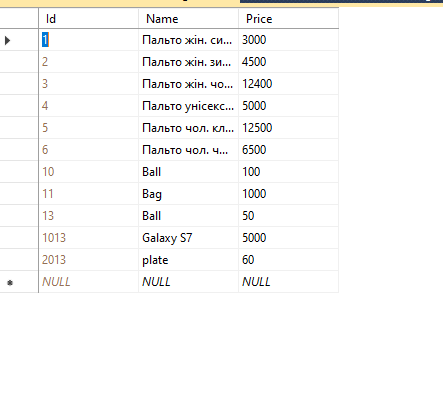 Id Name Price
1 Пальто жін. си... 3000
2 Пальто жін. зи... 4500
3 Пальто жін. чо... 12400
4 Пальто унісекс... 5000
5 Пальто чол. кл... 12500
6 Пальто чол. ч... 6500
10 Ball 100
11 Bag 1000
13 Ball 50
1013 Galaxy S7 5000
2013 plate 60
NULL NULL NULL